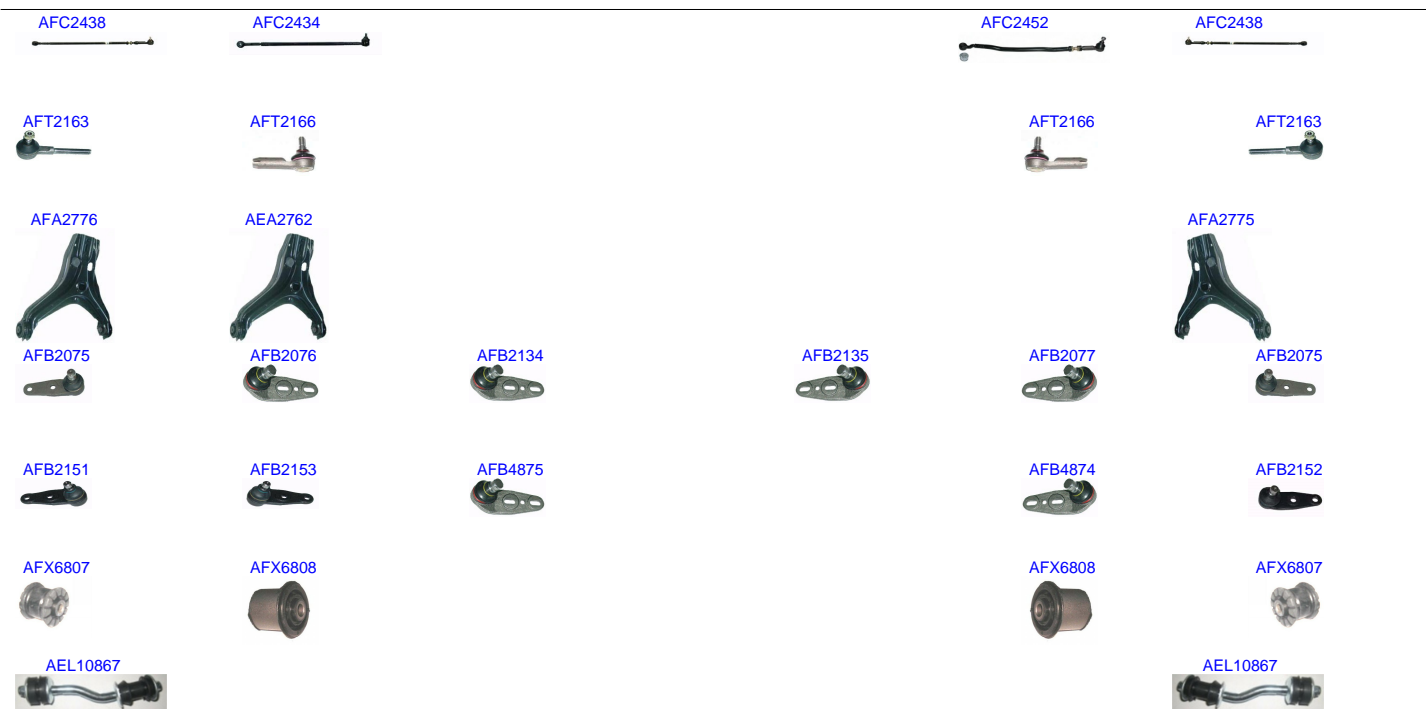 AFC2438 AFC2434 AFC2452 AFC2438
AFT2163 AFT2166 AFT2166 AFT2163
AFA2776 AEA2762 AFA2775
AFB2075 AFB2076 AFB2134 AFB2135 AFB2077 AFB2075
AFB2151 AFB2153 AFB4875 AFB4874 AFB2152
AFX6807 AFX6808 AFX6808 AFX6807
AEL10867 AEL10867